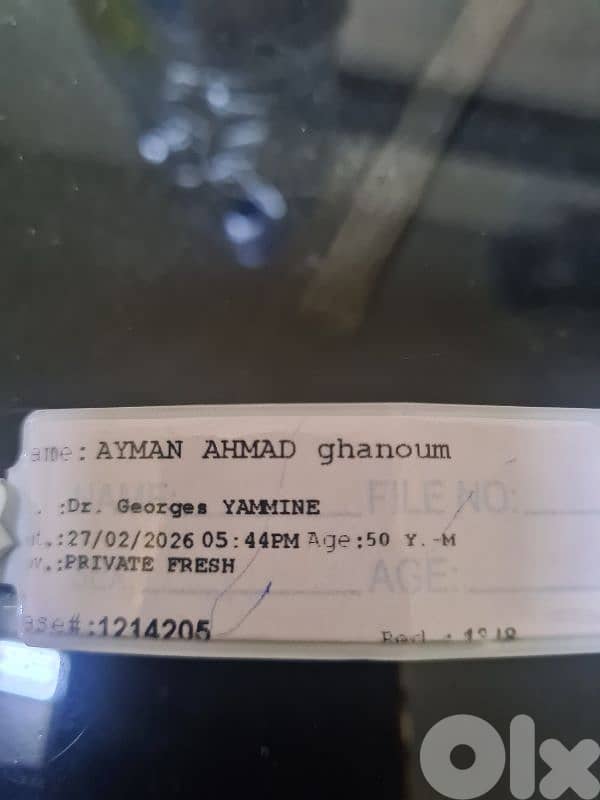 ame: AYMAN AHMAD ghanoum
NAME: FILE NO:
. :Dr. Georges YAMMINE
t.:27/02/2026 05:44PM Age:50 Y.-M
v.:PRIVATE FRESH
AGE:
ase#:1214205
Olx